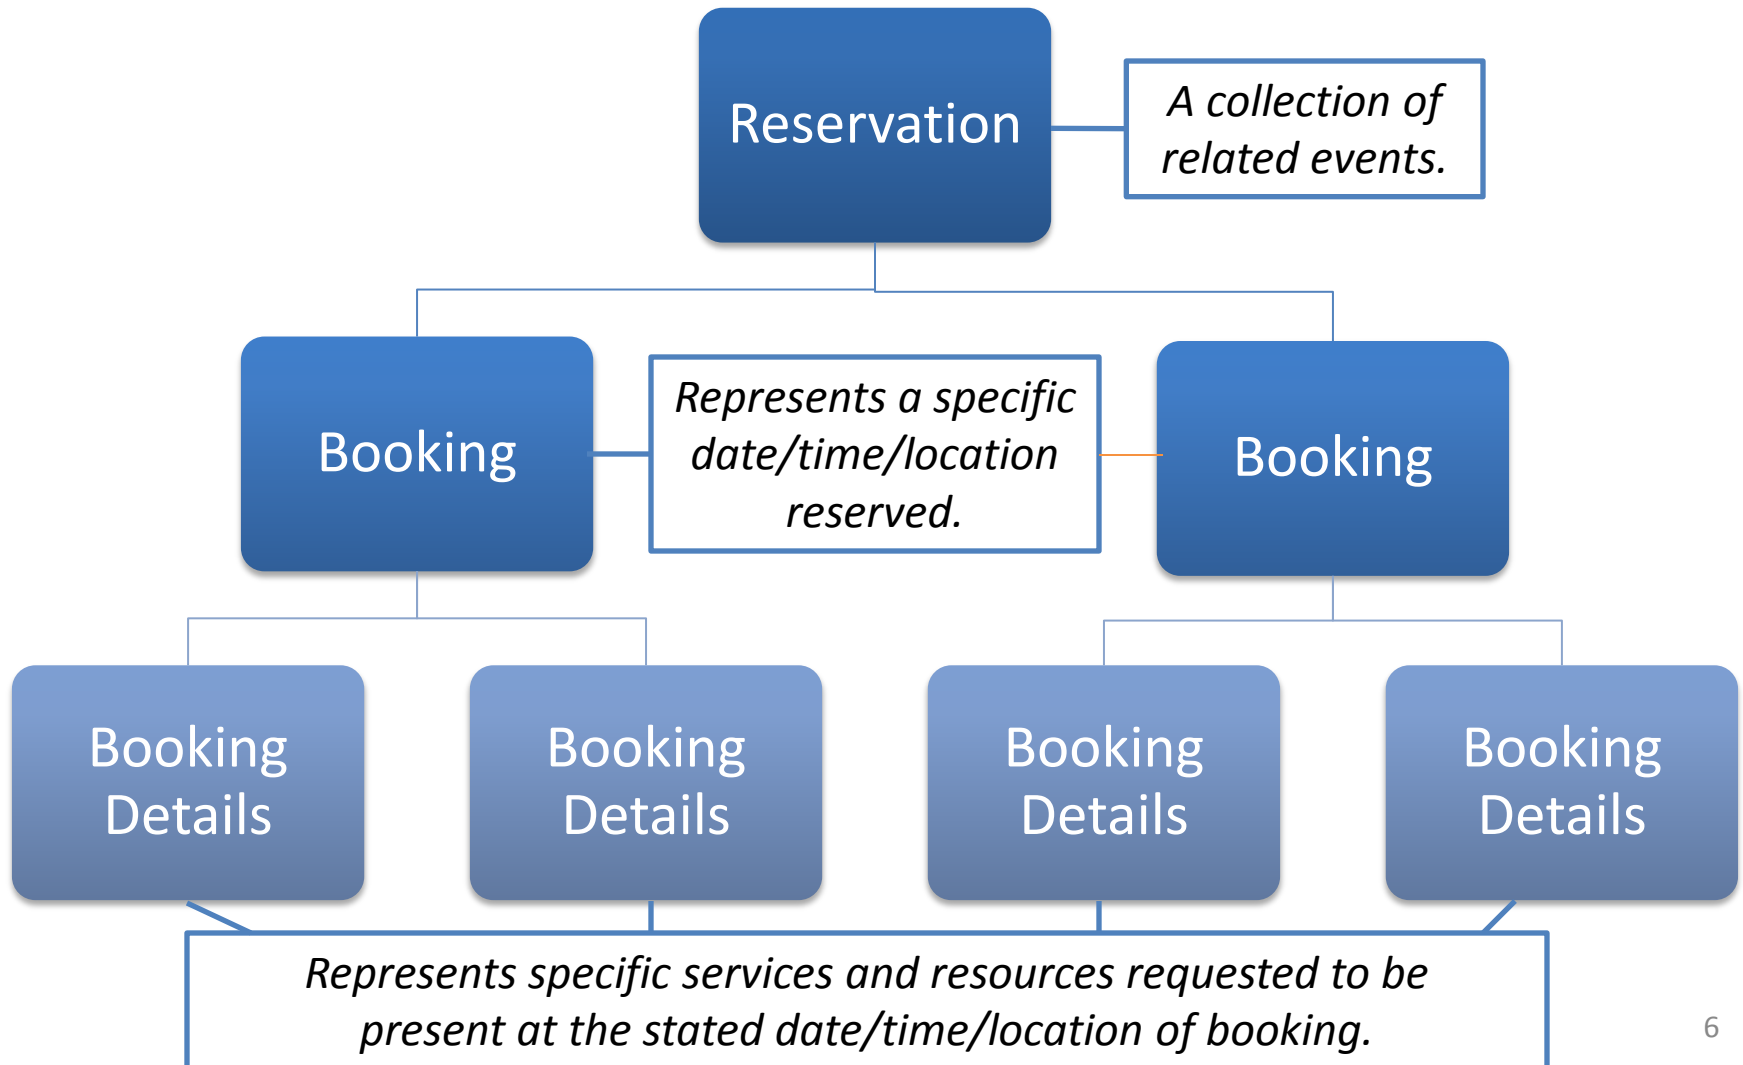 Reservation
A collection of
related events.
Booking
Represents a specific
date/time/location
reserved.
Booking
Booking
Details
Booking
Details
Booking
Details
Booking
Details
Represents specific services and resources requested to be
present at the stated date/time/location of booking.
6